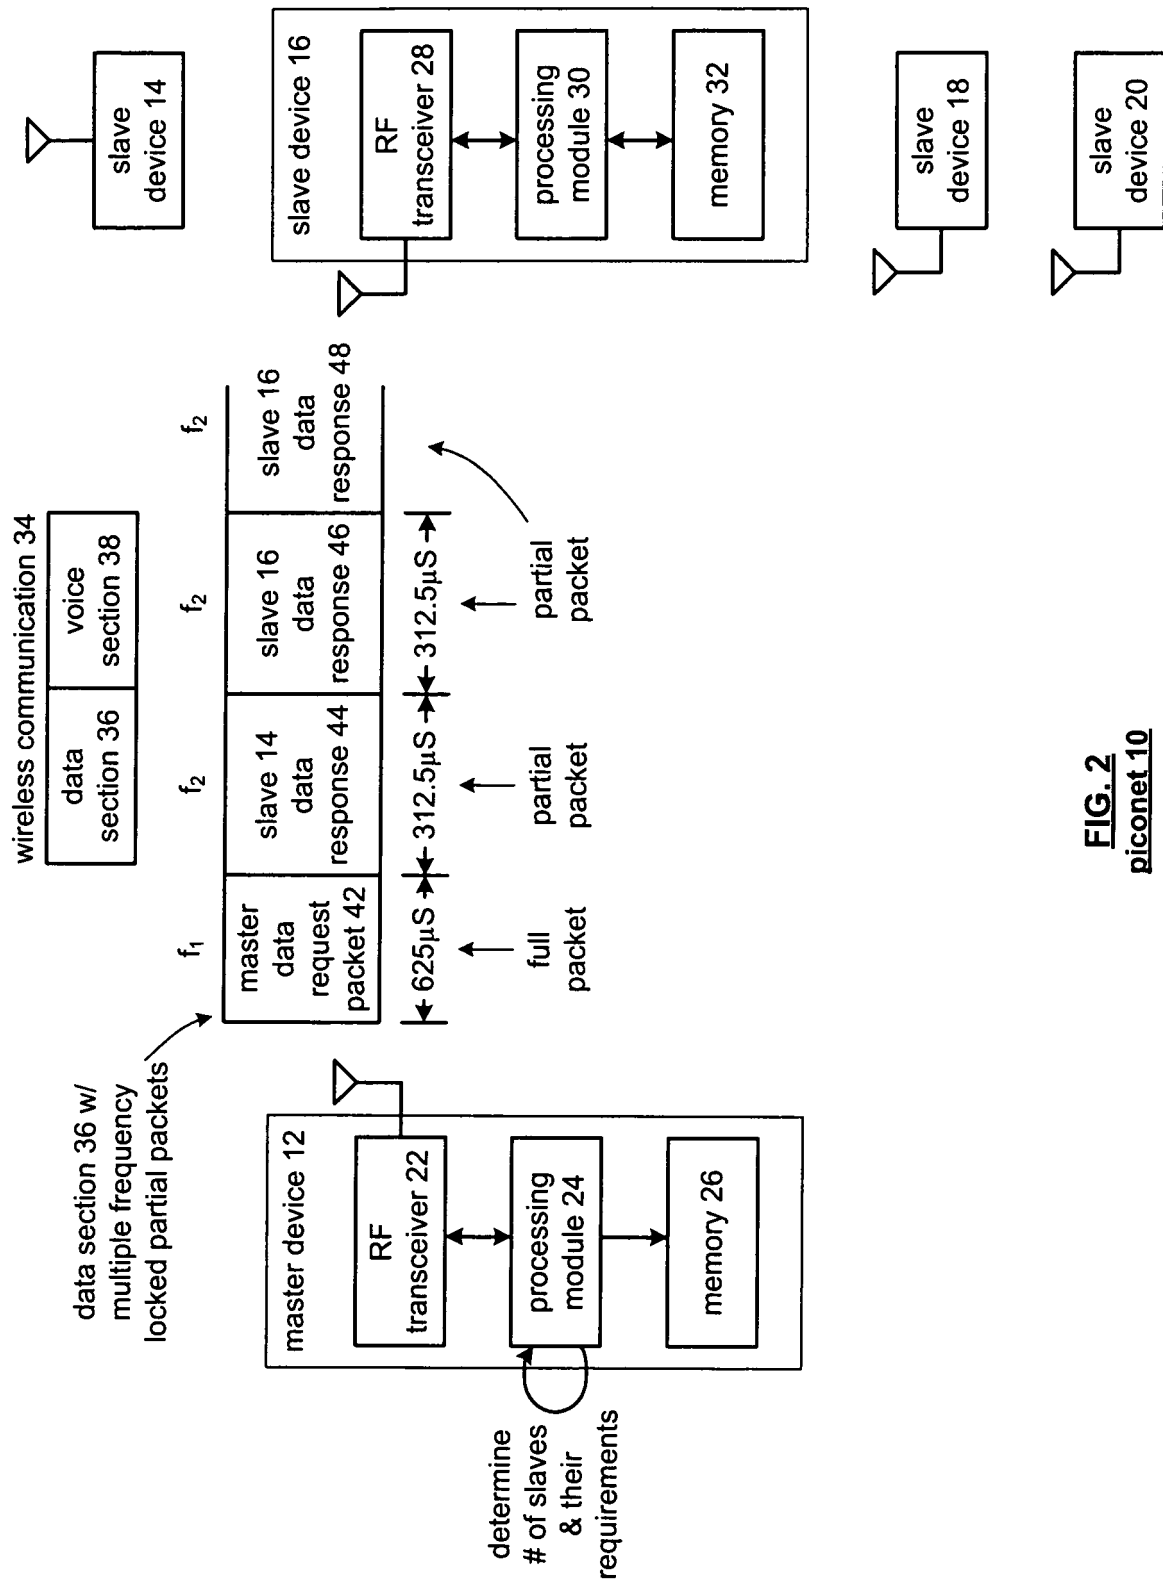 wireless communication 34
data
section 36
voice
section 38
data section 36 w/
multiple frequency
locked partial packets
f1
f2
f2
f2
master
data
request
packet 42
slave 14
data
response 44
slave 16
data
response 46
slave 16
data
response 48
625μS
312.5μS
312.5μS
full
packet
partial
packet
partial
packet
master device 12
RF
transceiver 22
processing
module 24
memory 26
determine
# of slaves
& their
requirements
slave
device 14
slave device 16
RF
transceiver 28
processing
module 30
memory 32
slave
device 18
slave
device 20
FIG. 2
piconet 10